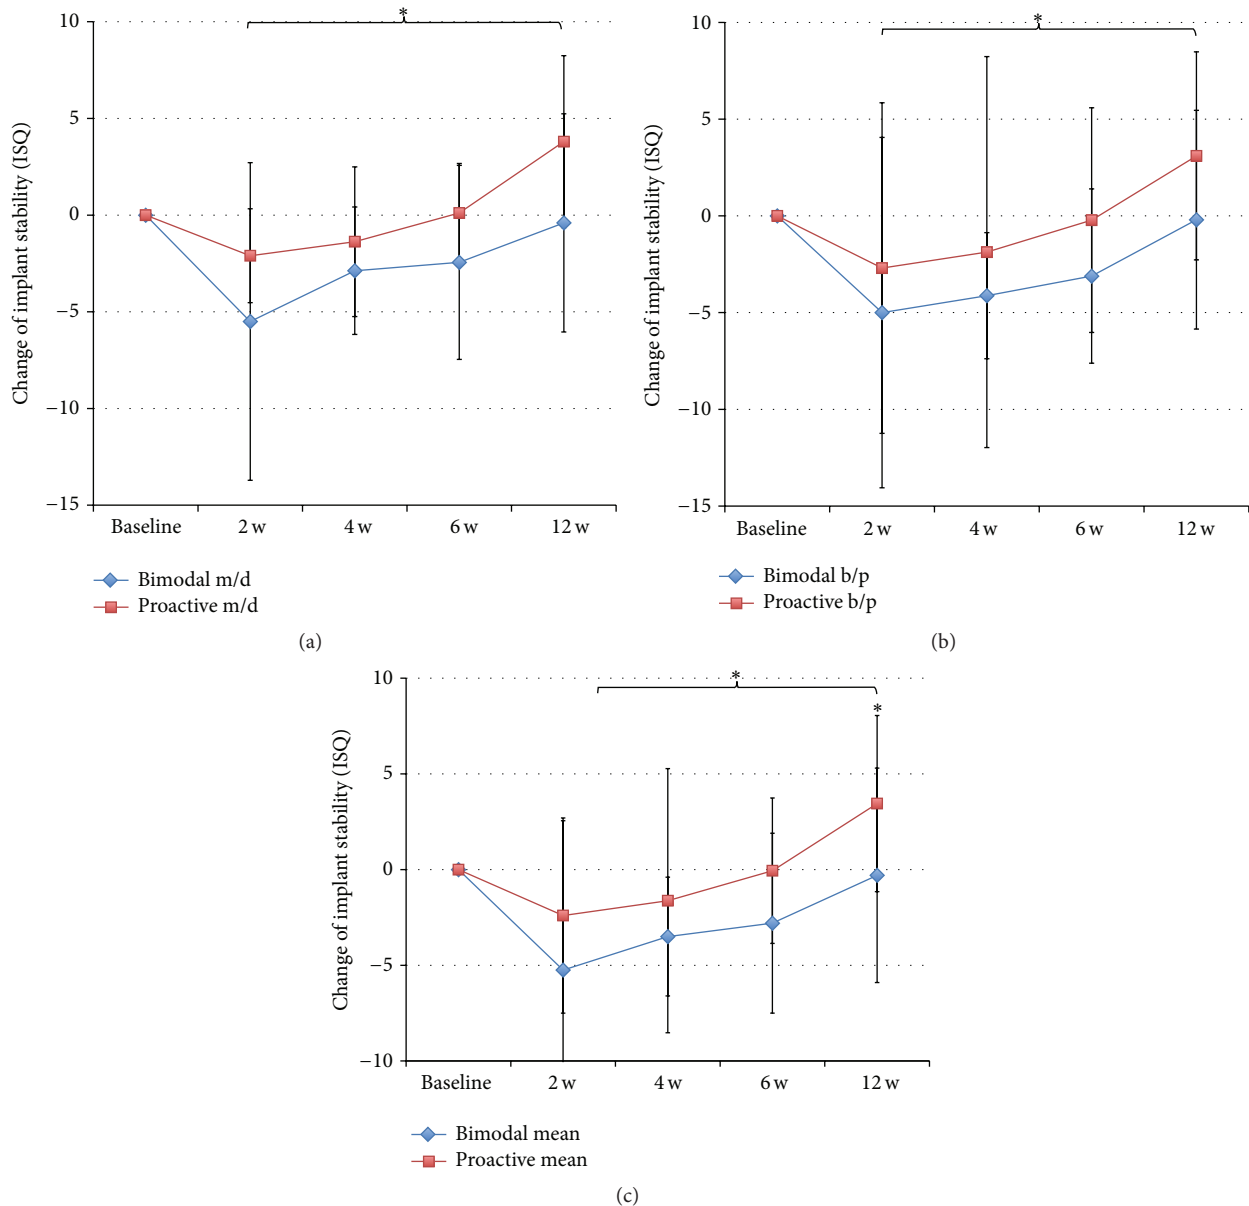 *
10
5
0
−5
−10
−15
Change of implant stability (ISQ)
Baseline
2 w
4 w
6 w
12 w
Bimodal m/d
Proactive m/d
(a)
*
10
5
0
−5
−10
−15
Change of implant stability (ISQ)
Baseline
2 w
4 w
6 w
12 w
Bimodal b/p
Proactive b/p
(b)
*
*
10
5
0
−5
−10
Change of implant stability (ISQ)
Baseline
2 w
4 w
6 w
12 w
Bimodal mean
Proactive mean
(c)